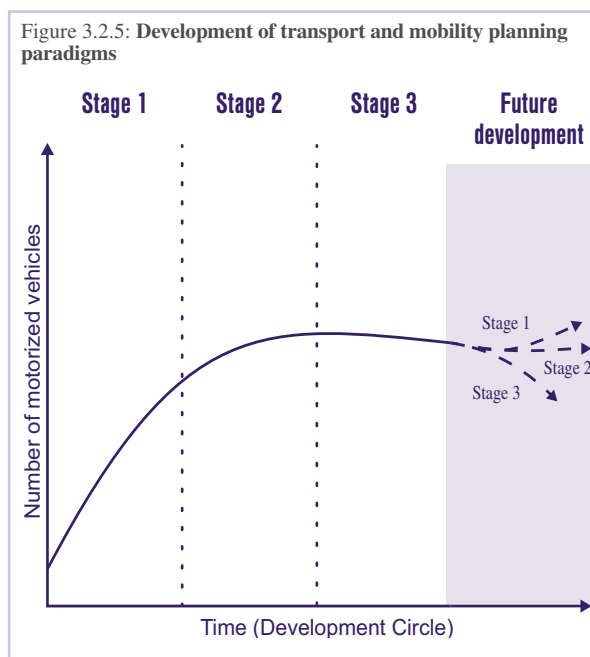 Figure 3.2.5: Development of transport and mobility planning
paradigms
Stage 1
Stage 2
Stage 3
Future
development
Number of motorized vehicles
Stage 1
Stage 2
Stage 3
Time (Development Circle)